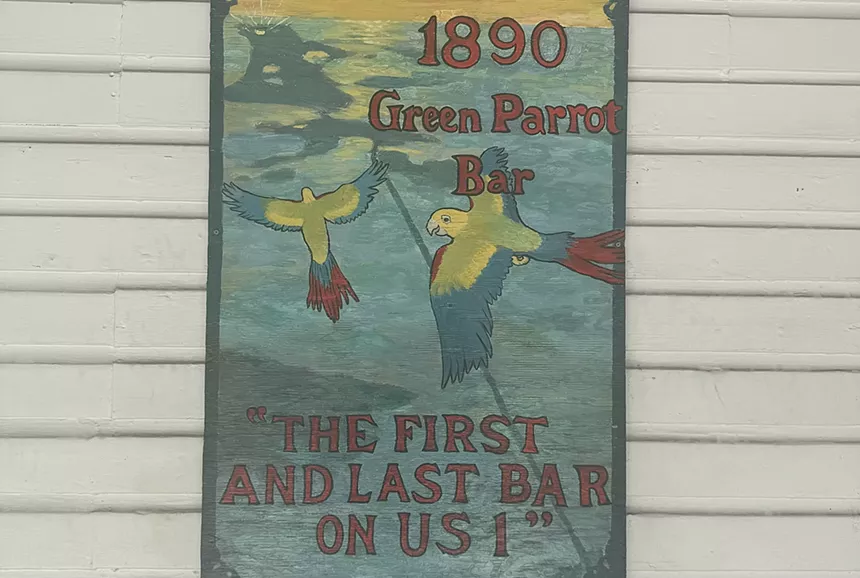 1890
Green Parrot
Bar
"THE FIRST
AND LAST BAR
ON US 1"